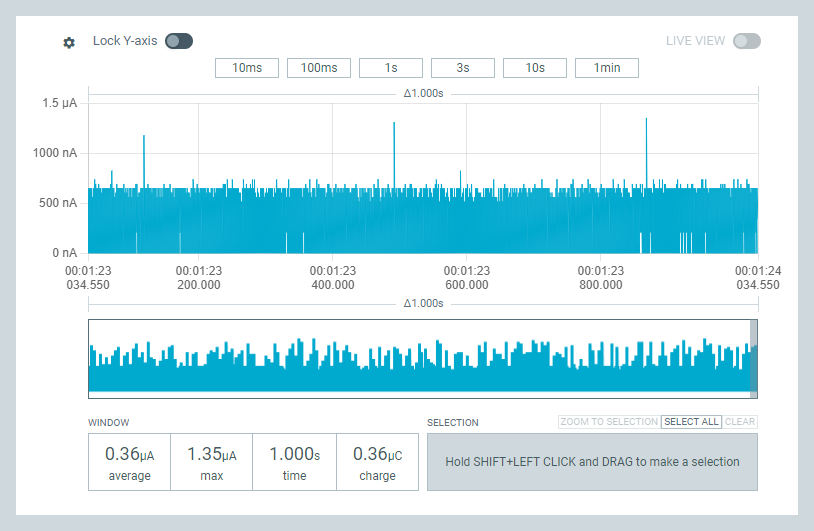 Lock Y-axis
LIVE VIEW
10ms 100ms 1s 3s 10s 1min
Δ1.000s
1.5 µA
1000 nA
500 nA
0 nA
00:01:23 00:01:23 00:01:23 00:01:23 00:01:23 00:01:24
034.550 200.000 400.000 600.000 800.000 034.550
Δ1.000s
WINDOW
SELECTION ZOOM TO SELECTION SELECT ALL CLEAR
0.36µA 1.35µA 1.000s 0.36µC
average max time charge
Hold SHIFT+LEFT CLICK and DRAG to make a selection